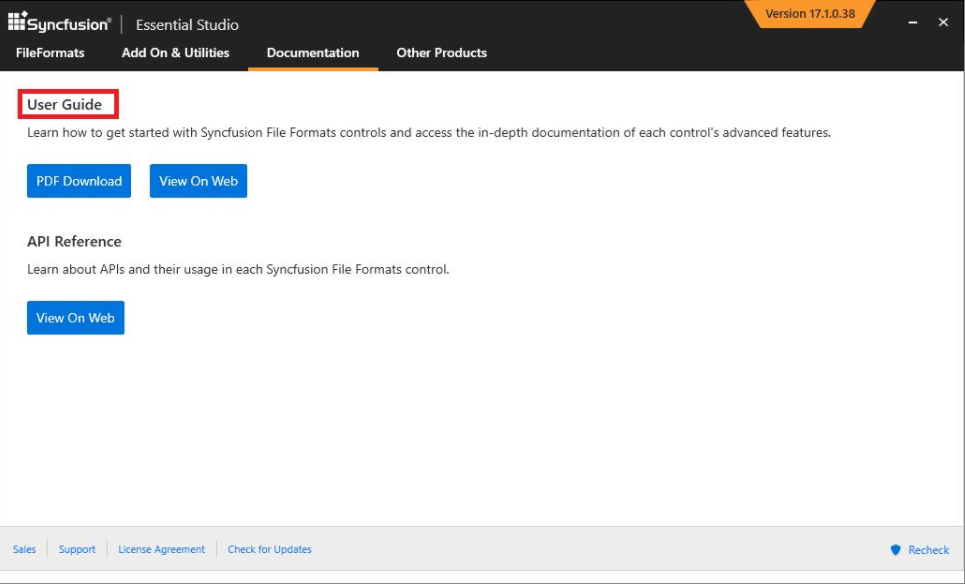 Syncfusion® | Essential Studio
Version 17.1.0.38
FileFormats Add On & Utilities Documentation Other Products
User Guide
Learn how to get started with Syncfusion File Formats controls and access the in-depth documentation of each control's advanced features.
PDF Download View On Web
API Reference
Learn about APIs and their usage in each Syncfusion File Formats control.
View On Web
Sales Support License Agreement Check for Updates Recheck